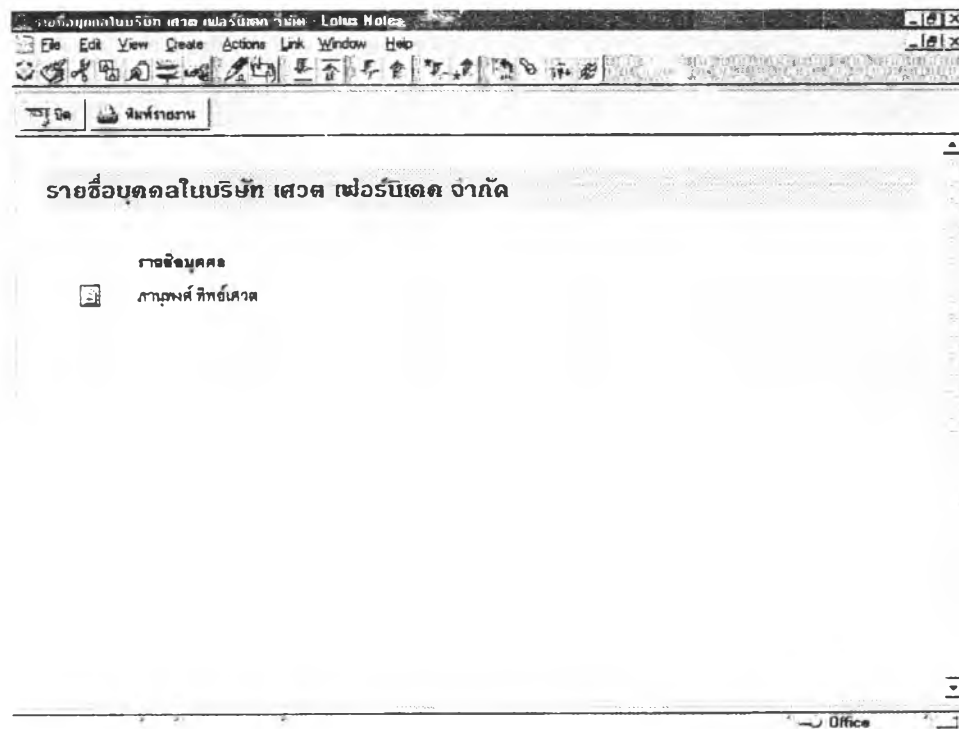 รายชื่อบุคคลในบริษัท เศวต เฟอร์นิเดค จำกัด - Lotus Notes
File Edit View Create Actions Link Window Help
ปิด พิมพ์รายงาน
รายชื่อบุคคลในบริษัท เศวต เฟอร์นิเดค จำกัด
รายชื่อบุคคล
ภานุพงศ์ ทิพย์เศวต
Office